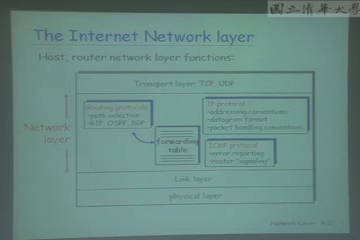 國立清華大學
The Internet Network layer
Host, router network layer functions:
Transport layer: TCP, UDP
Routing protocols
•path selection
•RIP, OSPF, BGP
IP protocol
•addressing conventions
•datagram format
•packet handling conventions
Network
layer
forwarding
table
ICMP protocol
•error reporting
•router "signaling"
Link layer
physical layer
Network Layer